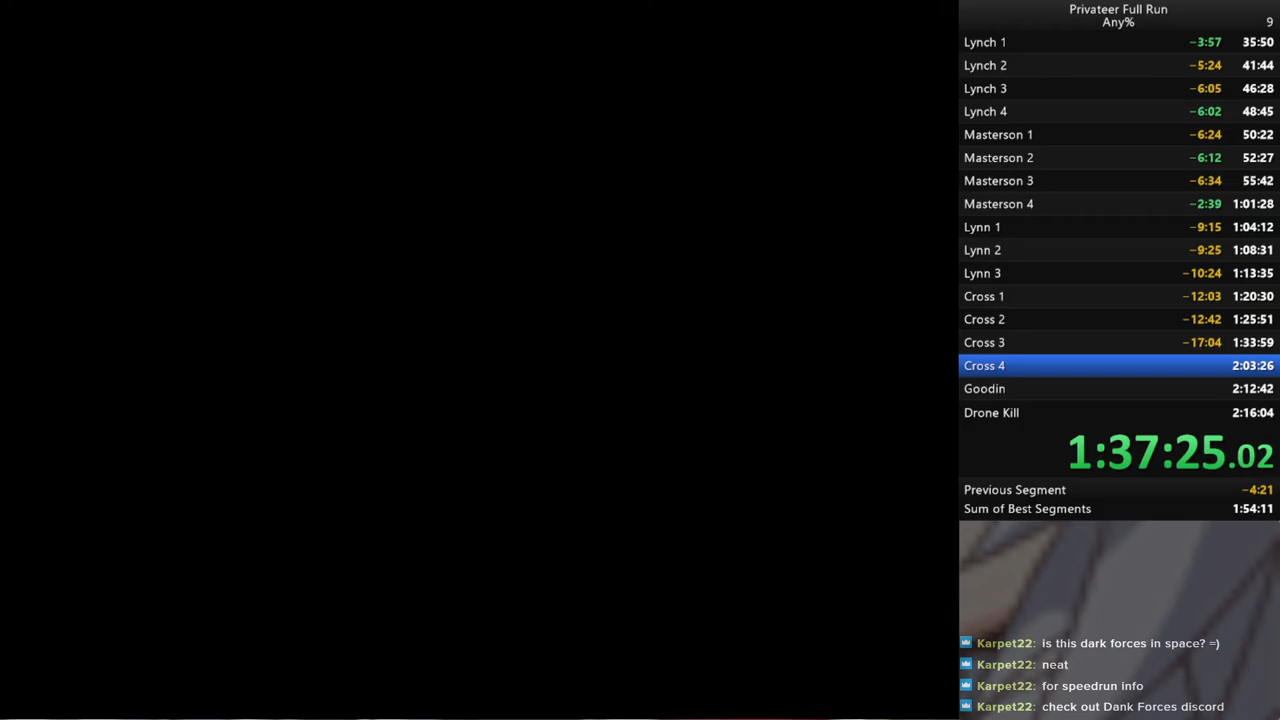 Privateer Full Run
Any% 9
Lynch 1 −3:57 35:50
Lynch 2 −5:24 41:44
Lynch 3 −6:05 46:28
Lynch 4 −6:02 48:45
Masterson 1 −6:24 50:22
Masterson 2 −6:12 52:27
Masterson 3 −6:34 55:42
Masterson 4 −2:39 1:01:28
Lynn 1 −9:15 1:04:12
Lynn 2 −9:25 1:08:31
Lynn 3 −10:24 1:13:35
Cross 1 −12:03 1:20:30
Cross 2 −12:42 1:25:51
Cross 3 −17:04 1:33:59
Cross 4 2:03:26
Goodin 2:12:42
Drone Kill 2:16:04
1:37:25.02
Previous Segment −4:21
Sum of Best Segments 1:54:11
Karpet22: is this dark forces in space? =)
Karpet22: neat
Karpet22: for speedrun info
Karpet22: check out Dank Forces discord